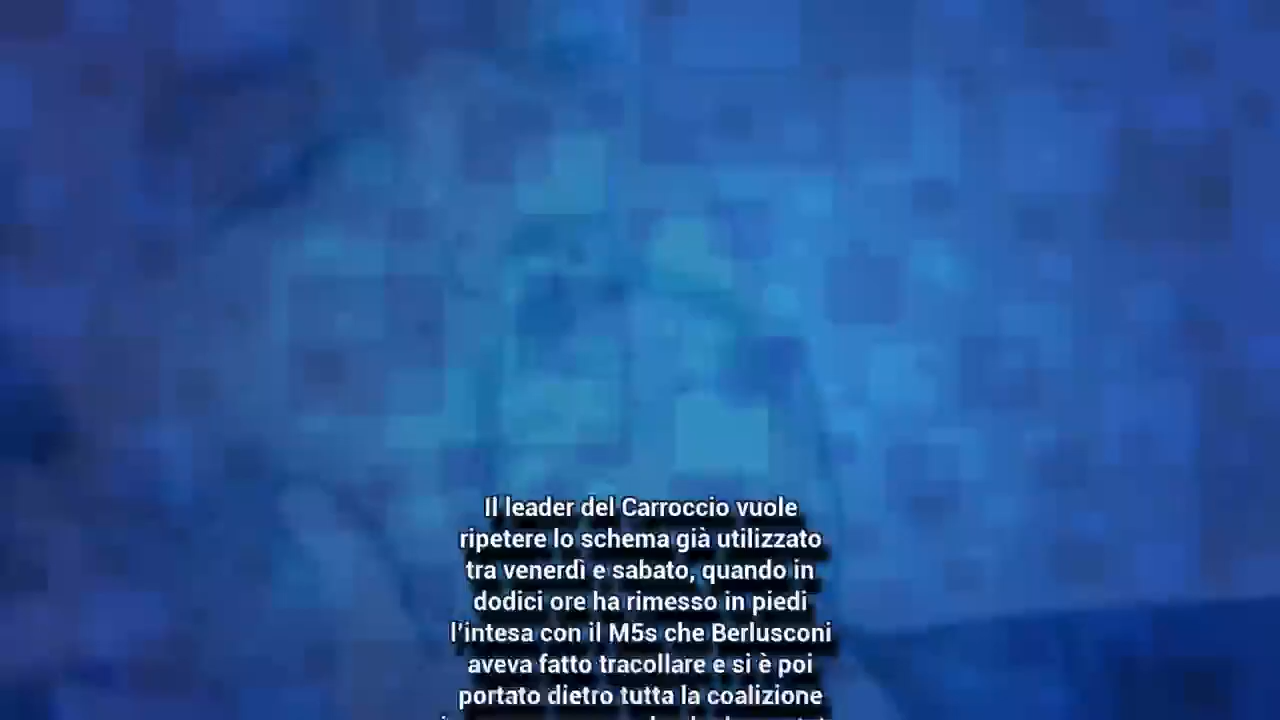 Il leader del Carroccio vuole
ripetere lo schema già utilizzato
tra venerdì e sabato, quando in
dodici ore ha rimesso in piedi
l'intesa con il M5s che Berlusconi
aveva fatto tracollare e si è poi
portato dietro tutta la coalizione